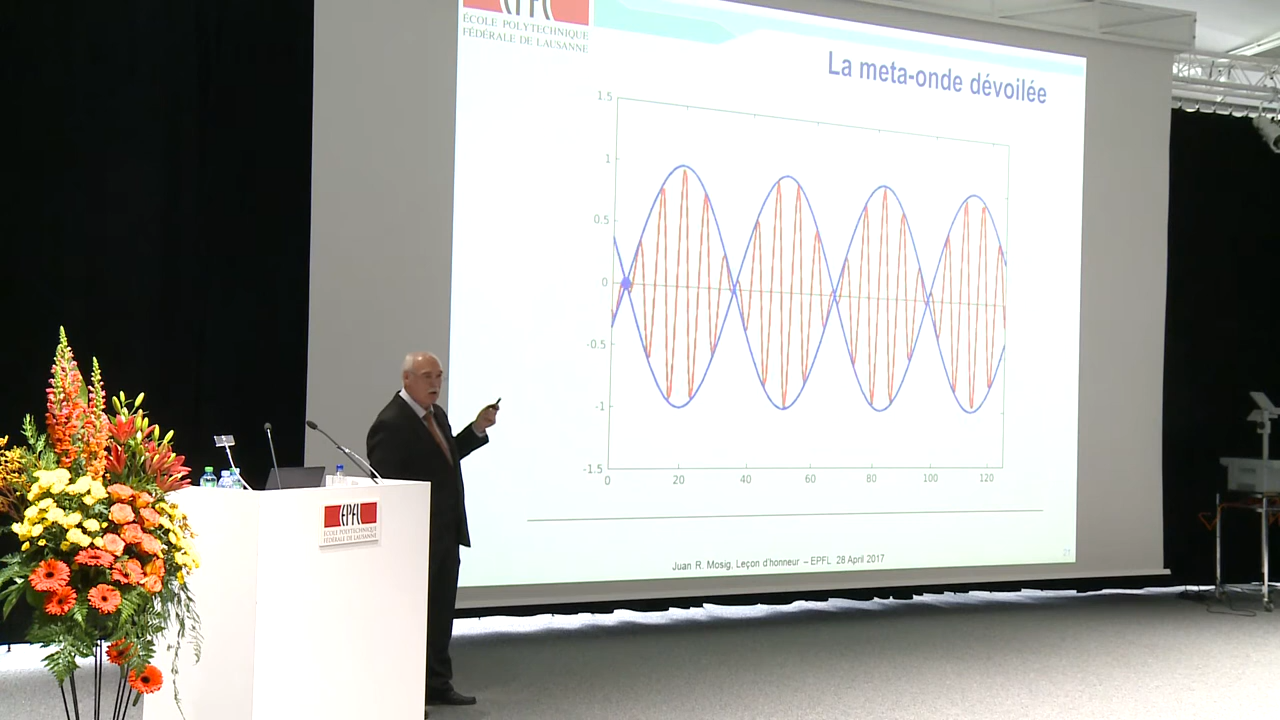 EPFL
ÉCOLE POLYTECHNIQUE
FÉDÉRALE DE LAUSANNE
La meta-onde dévoilée
1.5
1
0.5
0
-0.5
-1
-1.5
0 20 40 60 80 100 120
Juan R. Mosig, Leçon d'honneur – EPFL 28 April 2017
21
EPFL
ÉCOLE POLYTECHNIQUE
FÉDÉRALE DE LAUSANNE